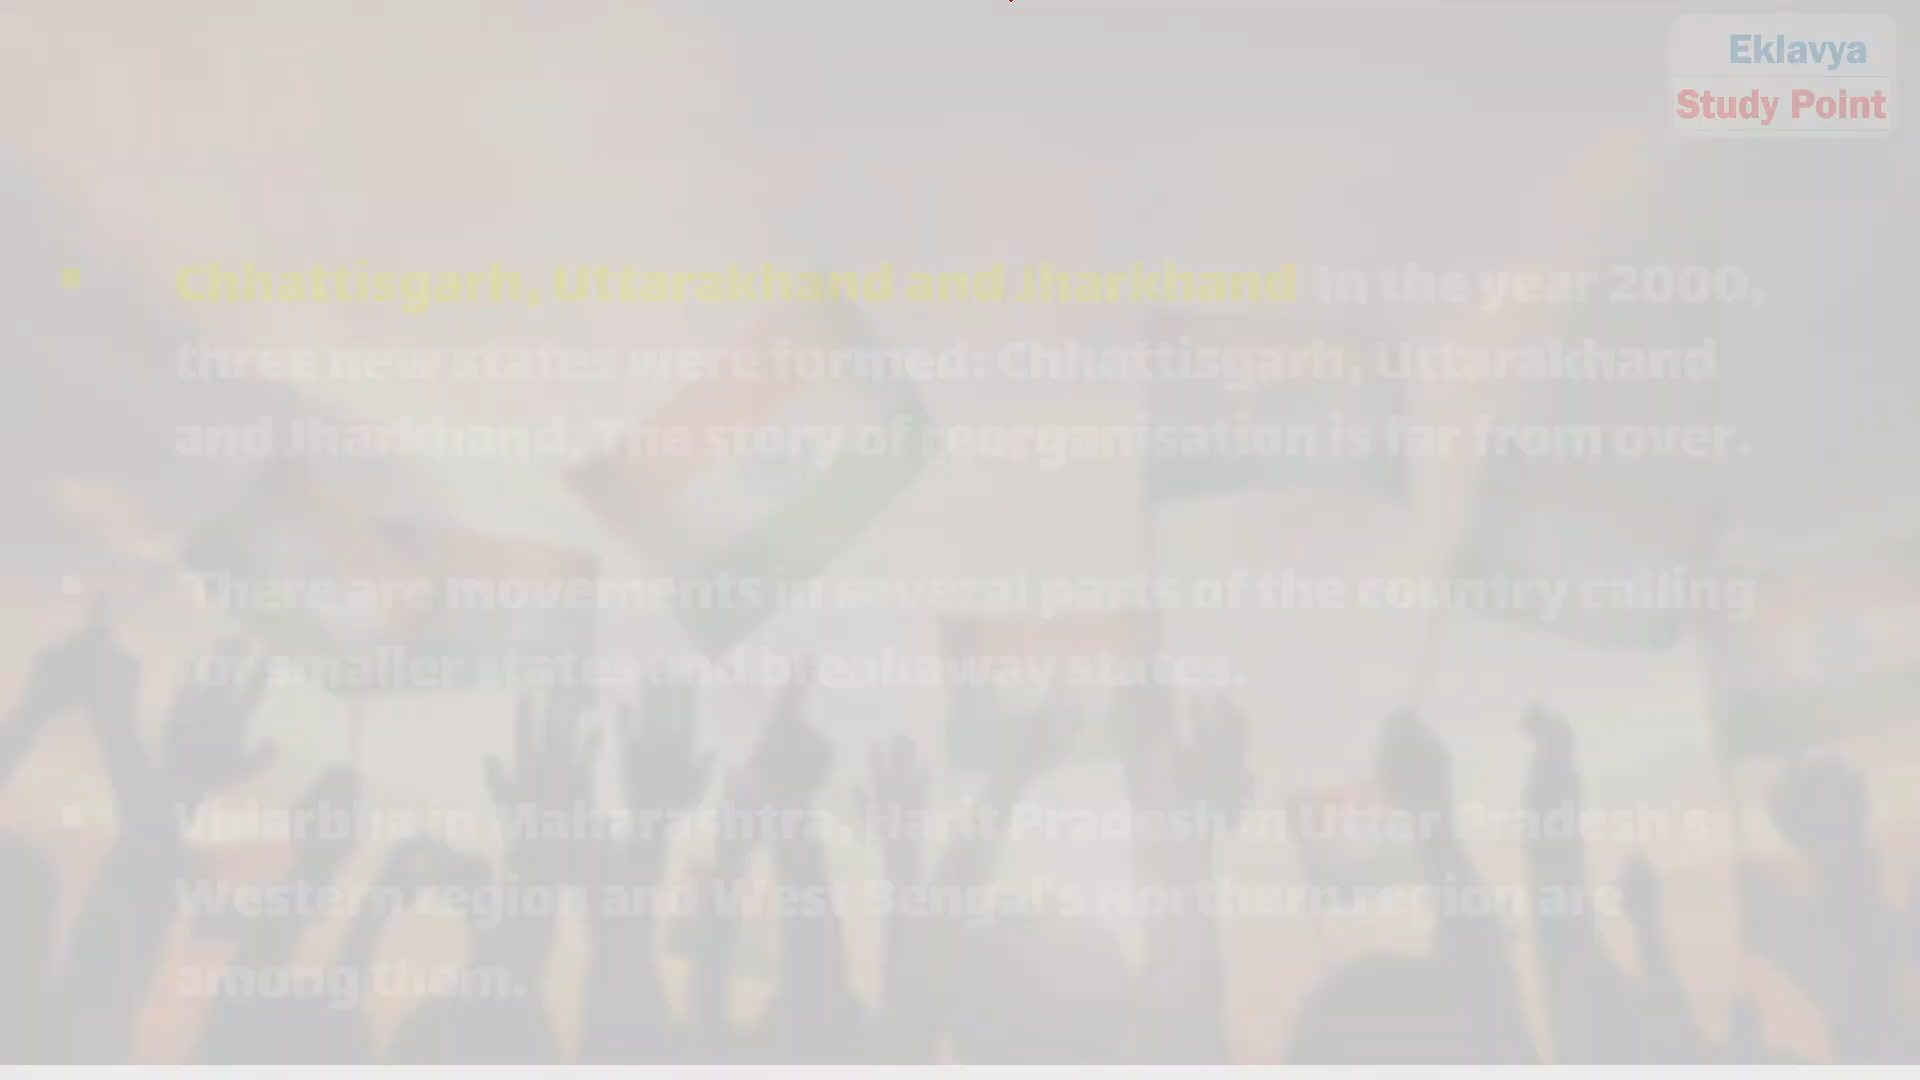 Eklavya
Study Point
Chhattisgarh, Uttarakhand and Jharkhand In the year 2000,
three new states were formed: Chhattisgarh, Uttarakhand
and Jharkhand. The story of reorganisation is far from over.
There are movements in several parts of the country calling
for smaller states and breakaway states.
Vidarbha in Maharashtra, Harit Pradesh in Uttar Pradesh's
Western region and West Bengal's Northern region are
among them.